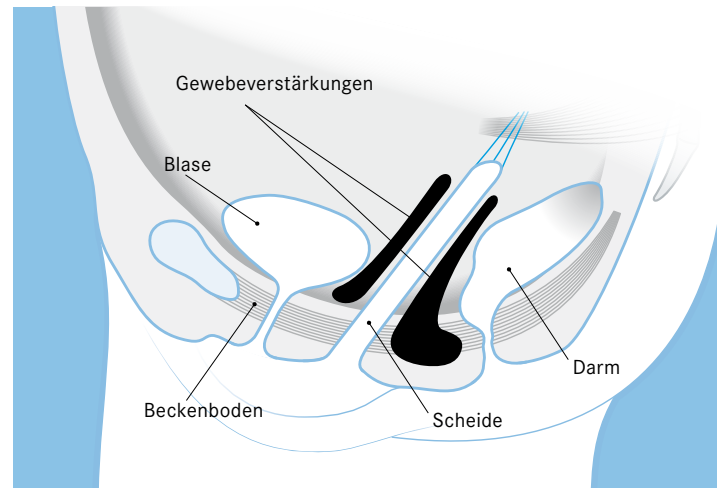 Gewebeverstärkungen
Blase
Darm
Beckenboden
Scheide